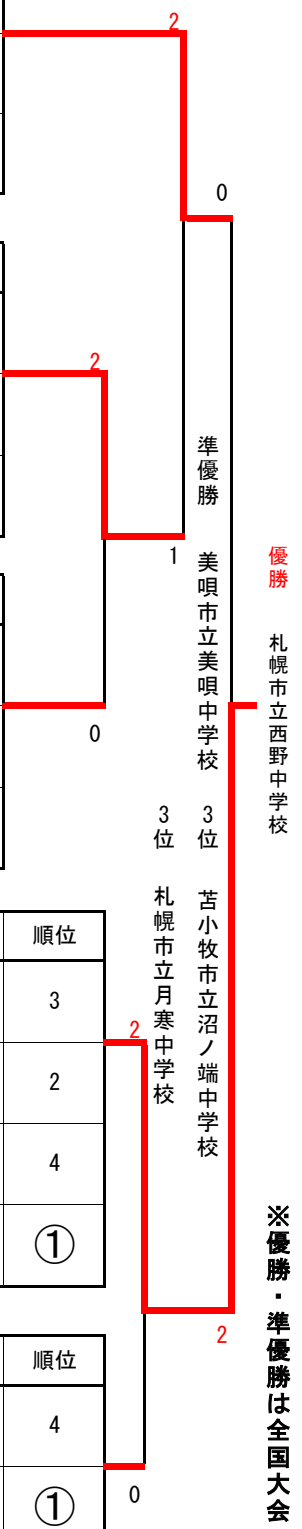 2
0
2
1
0
準優勝　美唄市立美唄中学校
優勝　札幌市立西野中学校
3位　苫小牧市立沼ノ端中学校
3位　札幌市立月寒中学校
順位
3
2
4
①
2
2
※優勝・準優勝は全国大会
順位
4
①
0